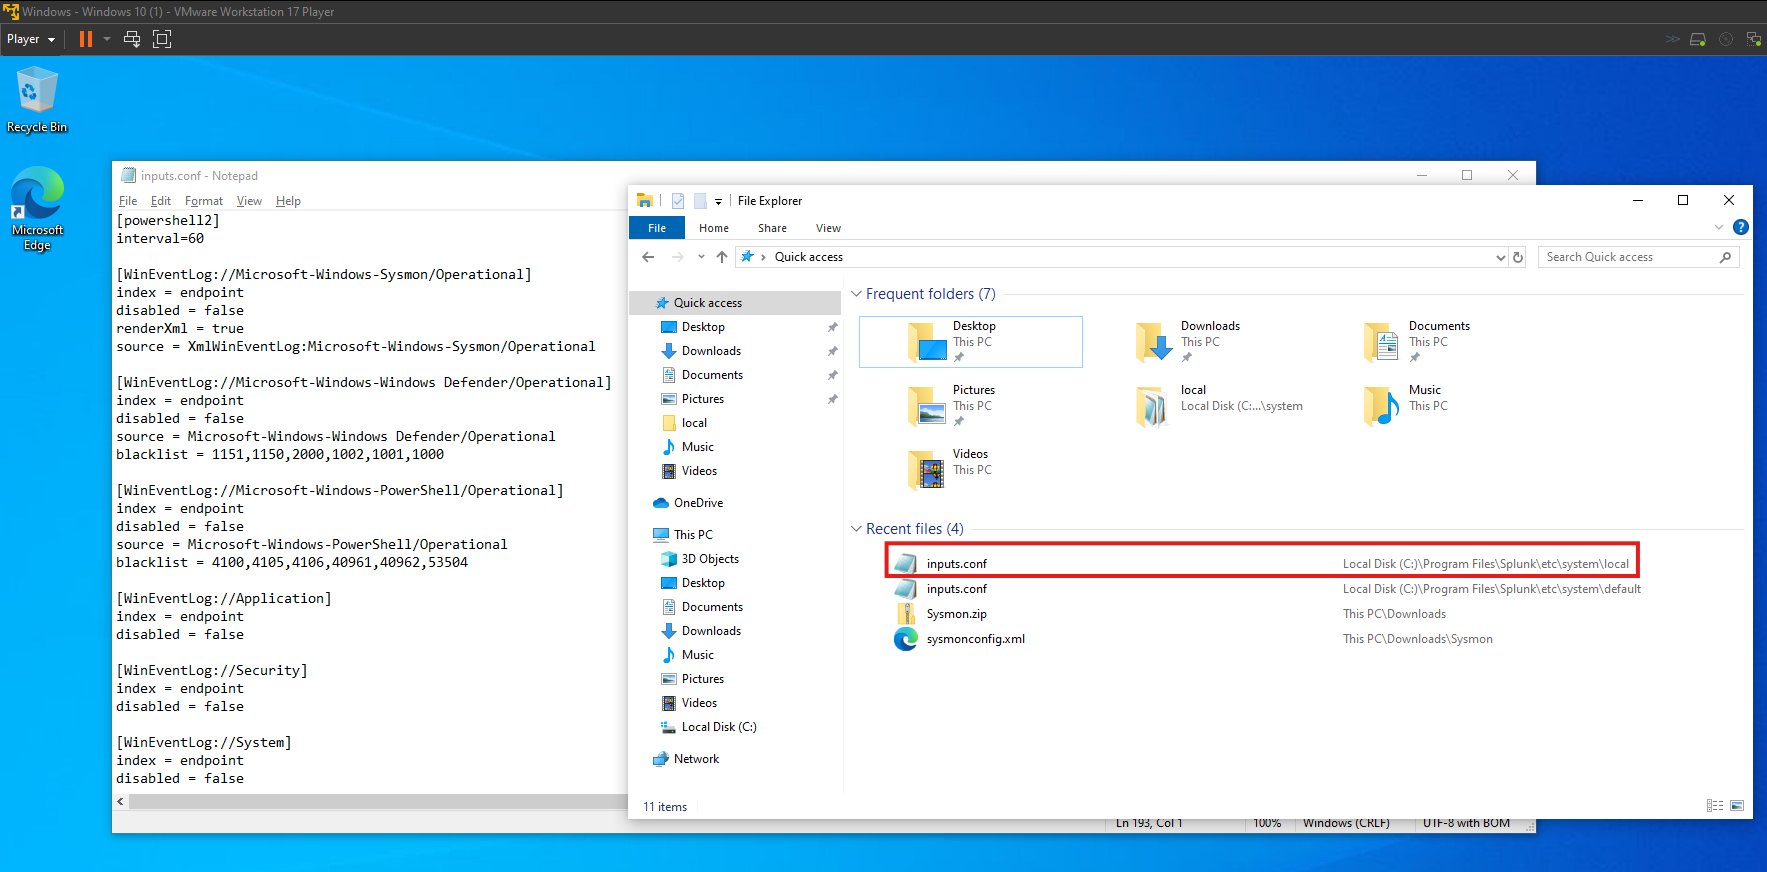 Windows - Windows 10 (1) - VMware Workstation 17 Player
Player
Recycle Bin
Microsoft
Edge
inputs.conf - Notepad
File Edit Format View Help
[powershell2]
interval=60
[WinEventLog://Microsoft-Windows-Sysmon/Operational]
index = endpoint
disabled = false
renderXml = true
source = XmlWinEventLog:Microsoft-Windows-Sysmon/Operational
[WinEventLog://Microsoft-Windows-Windows Defender/Operational]
index = endpoint
disabled = false
source = Microsoft-Windows-Windows Defender/Operational
blacklist = 1151,1150,2000,1002,1001,1000
[WinEventLog://Microsoft-Windows-PowerShell/Operational]
index = endpoint
disabled = false
source = Microsoft-Windows-PowerShell/Operational
blacklist = 4100,4105,4106,40961,40962,53504
[WinEventLog://Application]
index = endpoint
disabled = false
[WinEventLog://Security]
index = endpoint
disabled = false
[WinEventLog://System]
index = endpoint
disabled = false
Ln 193, Col 1 100% Windows (CRLF) UTF-8 with BOM
File Explorer
File Home Share View
Quick access
Search Quick access
Quick access
Desktop
Downloads
Documents
Pictures
local
Music
Videos
OneDrive
This PC
3D Objects
Desktop
Documents
Downloads
Music
Pictures
Videos
Local Disk (C:)
Network
Frequent folders (7)
Desktop
This PC
Downloads
This PC
Documents
This PC
Pictures
This PC
local
Local Disk (C:...\system
Music
This PC
Videos
This PC
Recent files (4)
inputs.conf Local Disk (C:)\Program Files\Splunk\etc\system\local
inputs.conf Local Disk (C:)\Program Files\Splunk\etc\system\default
Sysmon.zip This PC\Downloads
sysmonconfig.xml This PC\Downloads\Sysmon
11 items